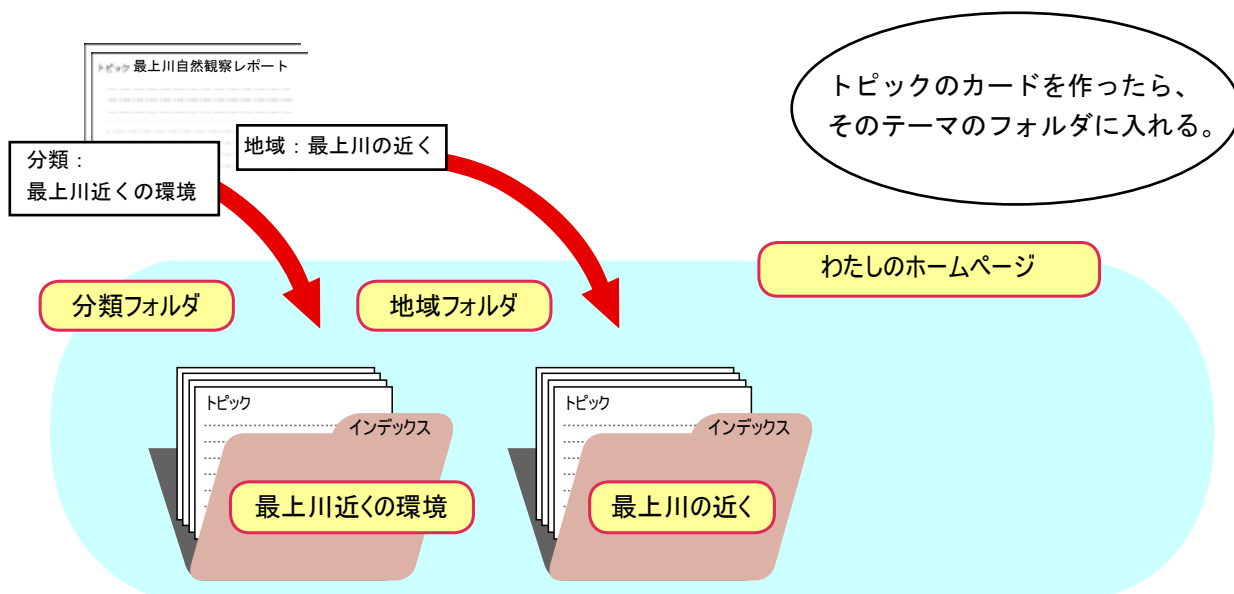 トピック 最上川自然観察レポート
分類：
最上川近くの環境
地域：最上川の近く
トピックのカードを作ったら、
そのテーマのフォルダに入れる。
わたしのホームページ
分類フォルダ
地域フォルダ
トピック
インデックス
最上川近くの環境
トピック
インデックス
最上川の近く